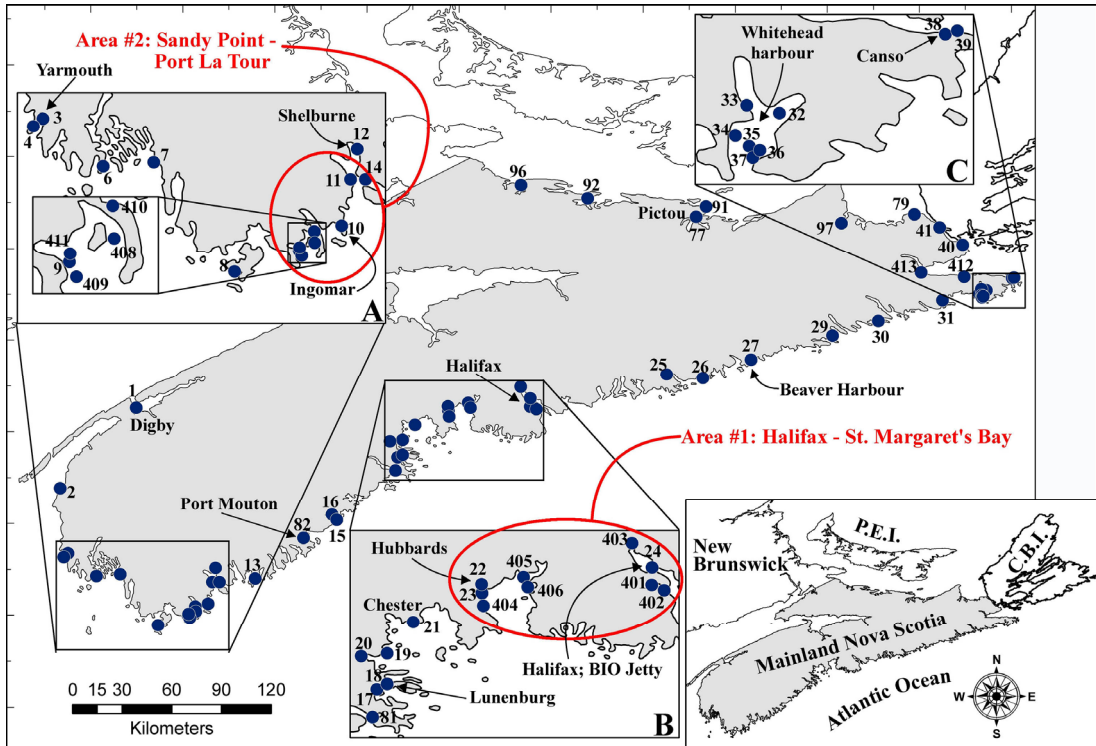 Area #2: Sandy Point -
Port La Tour
Yarmouth
3
4
6
7
Shelburne
12
11
14
10
410
411
408
9
409
8
Ingomar
A
Whitehead
harbour
38
Canso
39
33
32
34
35
36
37
C
96
92
Pictou
91
77
97
79
41
40
413
412
31
30
29
27
26
25
Beaver Harbour
Halifax
1
Digby
2
Port Mouton
16
82
15
13
Area #1: Halifax - St. Margaret's Bay
403
Hubbards
405
24
22
401
23
406
404
402
Chester
21
20
19
Halifax; BIO Jetty
18
Lunenburg
17
81
B
0 15 30 60 90 120
Kilometers
New
Brunswick
P.E.I.
C.B.I.
Mainland Nova Scotia
Atlantic Ocean
N
W
E
S